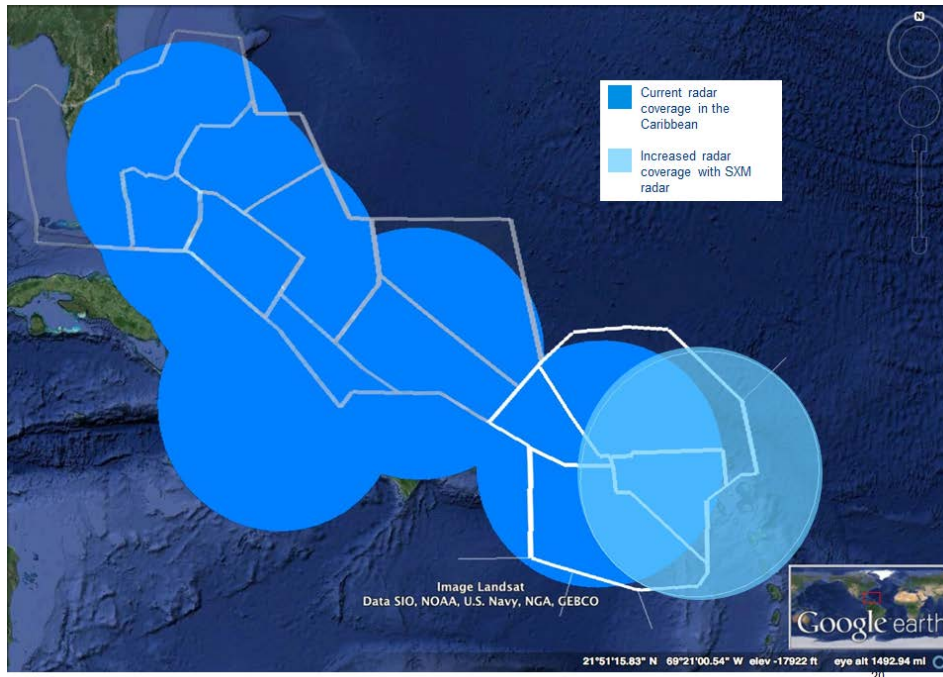 N
Current radar
coverage in the
Caribbean
Increased radar
coverage with SXM
radar
Image Landsat
Data SIO, NOAA, U.S. Navy, NGA, GEBCO
Google earth
21°51'15.83" N 69°21'00.54" W elev -17922 ft eye alt 1492.94 mi
20